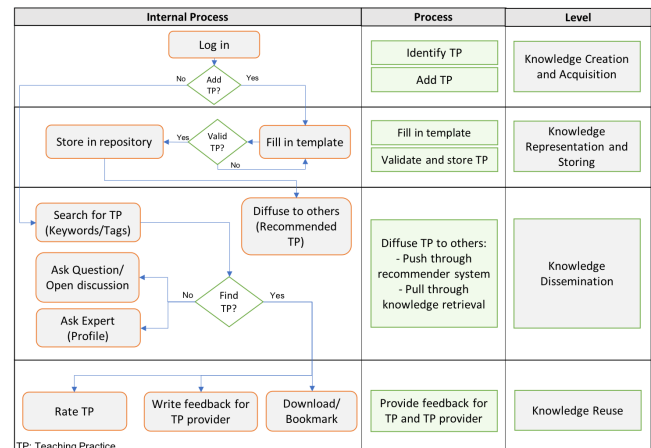 Internal Process
Process
Level
Log in
Identify TP
Knowledge Creation
and Acquisition
No
Add
TP?
Yes
Add TP
Store in repository
Yes
Valid
TP?
No
Fill in template
Fill in template
Validate and store TP
Knowledge
Representation and
Storing
Search for TP
(Keywords/Tags)
Diffuse to others
(Recommended
TP)
Ask Question/
Open discussion
No
Find
TP?
Yes
Ask Expert
(Profile)
Diffuse TP to others:
- Push through
recommender system
- Pull through
knowledge retrieval
Knowledge
Dissemination
Rate TP
Write feedback for
TP provider
Download/
Bookmark
Provide feedback for
TP and TP provider
Knowledge Reuse
TP: Teaching Practice